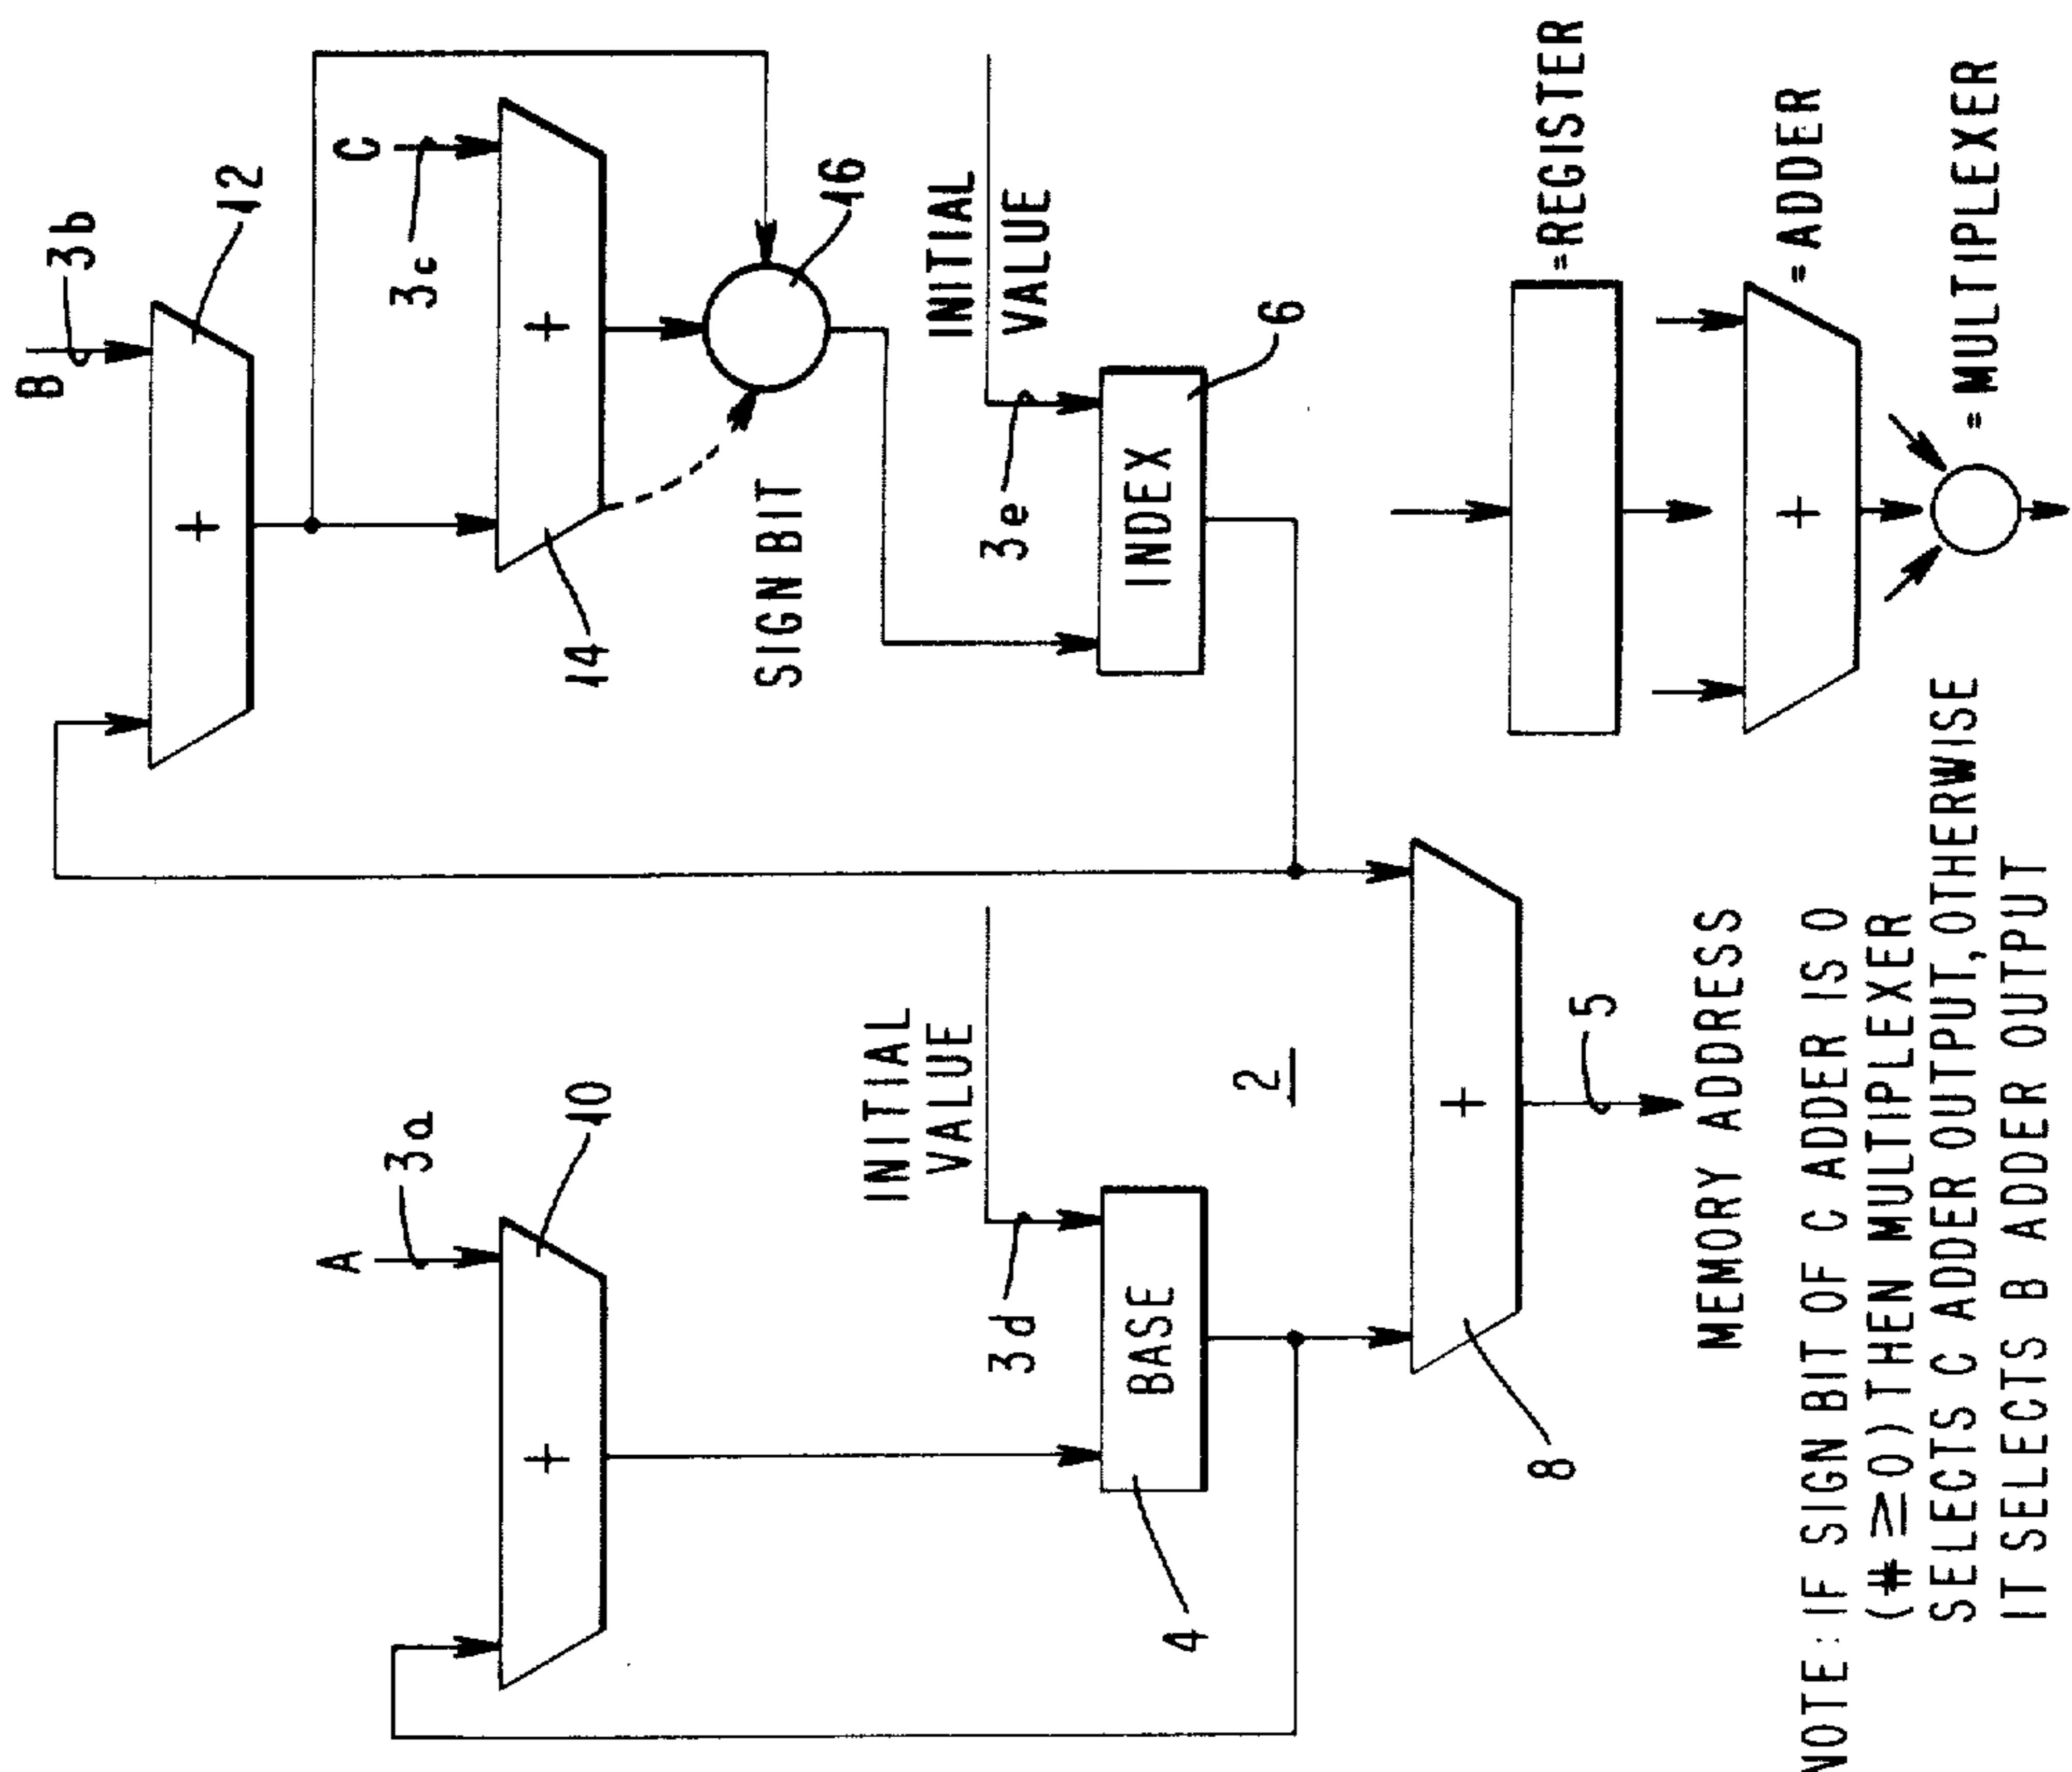 B
3b
12
C
3c
+
+
14
16
SIGN BIT
A
3a
10
+
INITIAL
VALUE
3d
BASE
4
INITIAL
VALUE
3e
INDEX
6
2
+
8
5
MEMORY ADDRESS
=REGISTER
+
=ADDER
=MULTIPLEXER
NOTE: IF SIGN BIT OF C ADDER IS 0
(# ≥ 0) THEN MULTIPLEXER
SELECTS C ADDER OUTPUT, OTHERWISE
IT SELECTS B ADDER OUTPUT